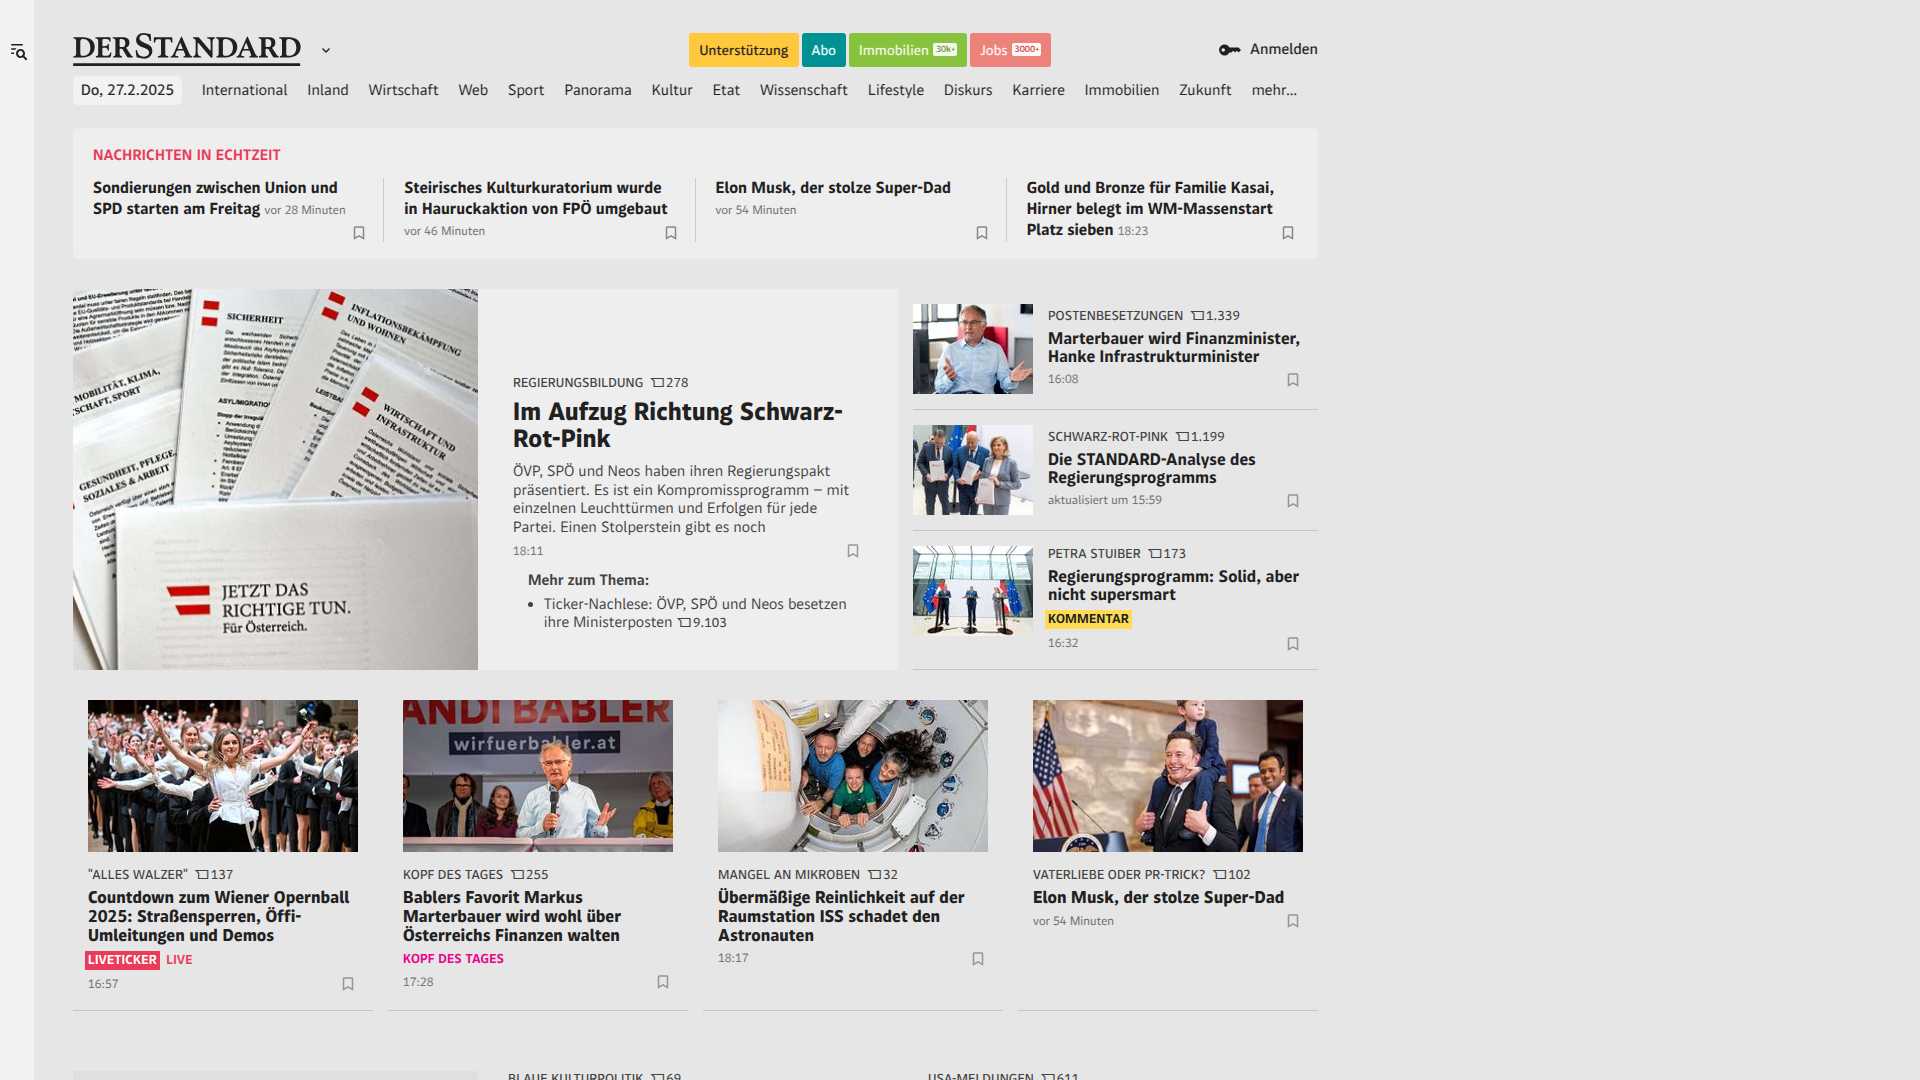 DERSTANDARD
Unterstützung
Abo
Immobilien 30k+
Jobs 3000+
Anmelden
Do, 27.2.2025
International
Inland
Wirtschaft
Web
Sport
Panorama
Kultur
Etat
Wissenschaft
Lifestyle
Diskurs
Karriere
Immobilien
Zukunft
mehr...
NACHRICHTEN IN ECHTZEIT
Sondierungen zwischen Union und
SPD starten am Freitag vor 28 Minuten
Steirisches Kulturkuratorium wurde
in Hauruckaktion von FPÖ umgebaut
vor 46 Minuten
Elon Musk, der stolze Super-Dad
vor 54 Minuten
Gold und Bronze für Familie Kasai,
Hirner belegt im WM-Massenstart
Platz sieben 18:23
SICHERHEIT
INFLATIONSBEKÄMPFUNG
UND WOHNEN
MOBILITÄT, KLIMA,
SPORT
WIRTSCHAFT UND
INFRASTRUKTUR
GESUNDHEIT, PFLEGE,
SOZIALES & ARBEIT
JETZT DAS
RICHTIGE TUN.
Für Österreich.
REGIERUNGSBILDUNG 278
Im Aufzug Richtung Schwarz-
Rot-Pink
ÖVP, SPÖ und Neos haben ihren Regierungspakt
präsentiert. Es ist ein Kompromissprogramm – mit
einzelnen Leuchttürmen und Erfolgen für jede
Partei. Einen Stolperstein gibt es noch
18:11
Mehr zum Thema:
• Ticker-Nachlese: ÖVP, SPÖ und Neos besetzen
ihre Ministerposten 9.103
POSTENBESETZUNGEN 1.339
Marterbauer wird Finanzminister,
Hanke Infrastrukturminister
16:08
SCHWARZ-ROT-PINK 1.199
Die STANDARD-Analyse des
Regierungsprogramms
aktualisiert um 15:59
PETRA STUIBER 173
Regierungsprogramm: Solid, aber
nicht supersmart
KOMMENTAR
16:32
"ALLES WALZER" 137
Countdown zum Wiener Opernball
2025: Straßensperren, Öffi-
Umleitungen und Demos
LIVETICKER LIVE
16:57
ANDI BABLER
wirfuerbabler.at
KOPF DES TAGES 255
Bablers Favorit Markus
Marterbauer wird wohl über
Österreichs Finanzen walten
KOPF DES TAGES
17:28
MANGEL AN MIKROBEN 32
Übermäßige Reinlichkeit auf der
Raumstation ISS schadet den
Astronauten
18:17
VATERLIEBE ODER PR-TRICK? 102
Elon Musk, der stolze Super-Dad
vor 54 Minuten
BLAUE KULTURPOLITIK 69
USA-MELDUNGEN 611